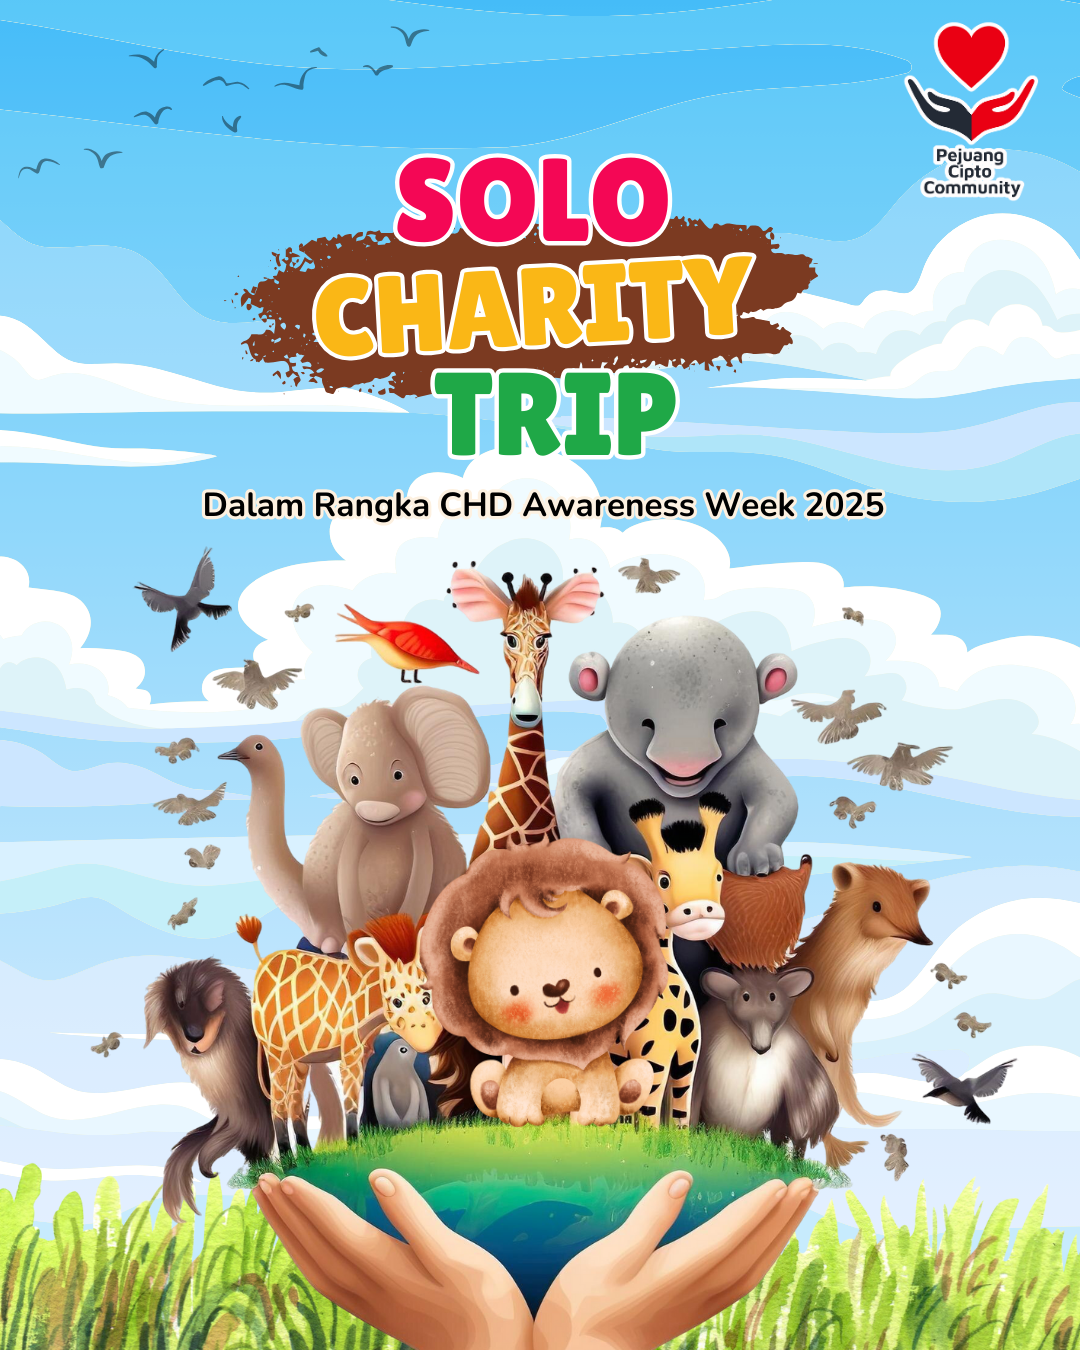 Pejuang
Cipto
Community
SOLO
CHARITY
TRIP
Dalam Rangka CHD Awareness Week 2025